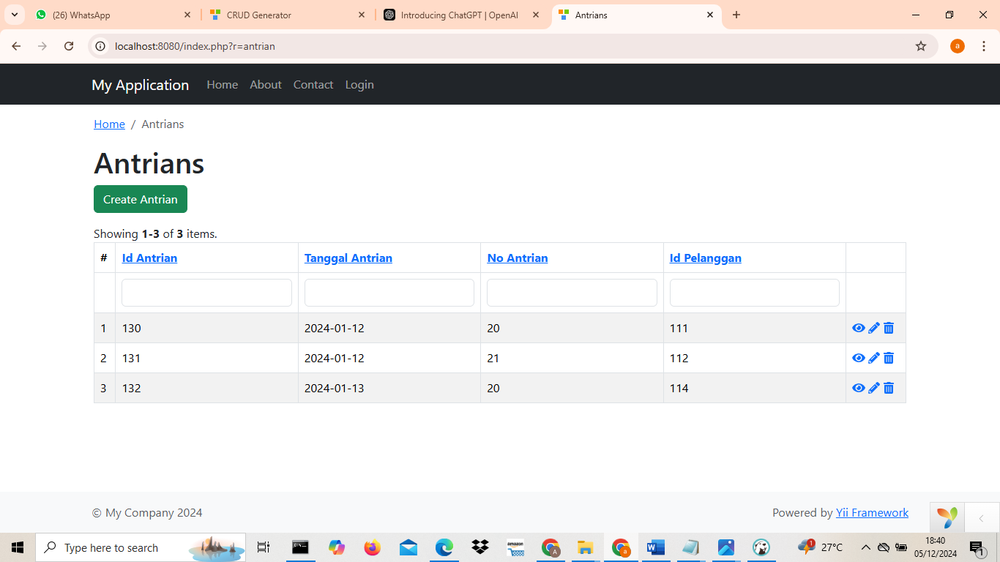 (26) WhatsApp
CRUD Generator
Introducing ChatGPT | OpenAI
Antrians
localhost:8080/index.php?r=antrian
a
My Application Home About Contact Login
Home / Antrians
Antrians
Create Antrian
Showing 1-3 of 3 items.
# Id Antrian Tanggal Antrian No Antrian Id Pelanggan
1 130 2024-01-12 20 111
2 131 2024-01-12 21 112
3 132 2024-01-13 20 114
© My Company 2024 Powered by Yii Framework
Type here to search
amazon
A
a
1
27°C
18:40
05/12/2024
1